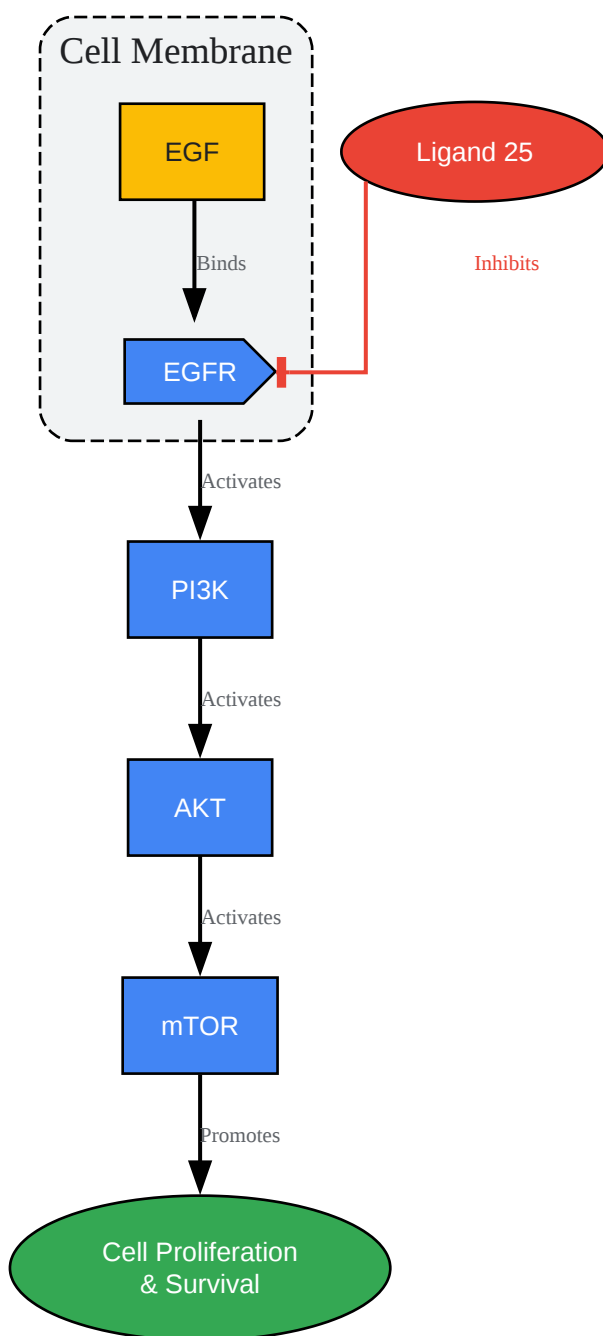 Cell Membrane
EGF
Ligand 25
Binds
Inhibits
EGFR
Activates
PI3K
Activates
AKT
Activates
mTOR
Promotes
Cell Proliferation
& Survival